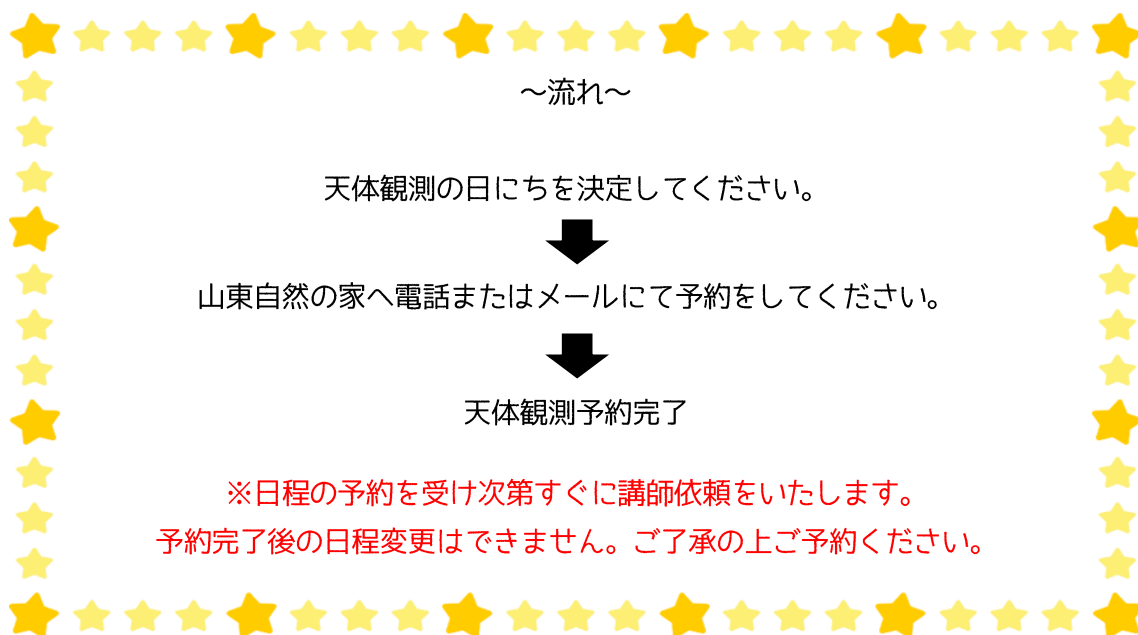 ～流れ～
天体観測の日にちを決定してください。
山東自然の家へ電話またはメールにて予約をしてください。
天体観測予約完了
※日程の予約を受け次第すぐに講師依頼をいたします。
予約完了後の日程変更はできません。ご了承の上ご予約ください。